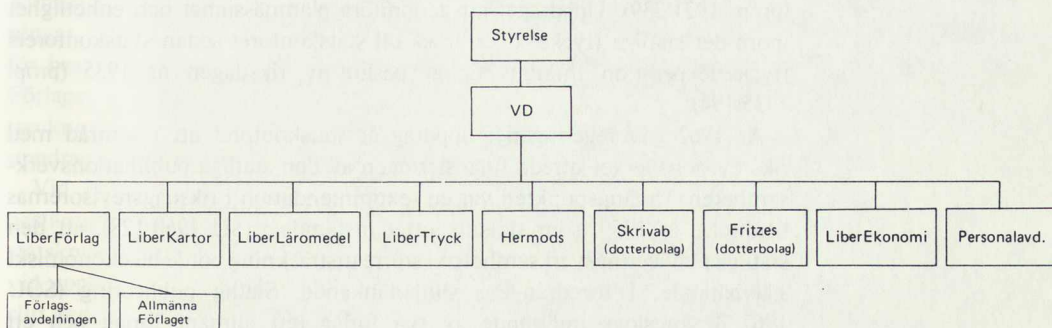 Styrelse
VD
LiberFörlag
LiberKartor
LiberLäromedel
LiberTryck
Hermods
Skrivab
(dotterbolag)
Fritzes
(dotterbolag)
LiberEkonomi
Personalavd.
Förlags-
avdelningen
Allmänna
Förlaget